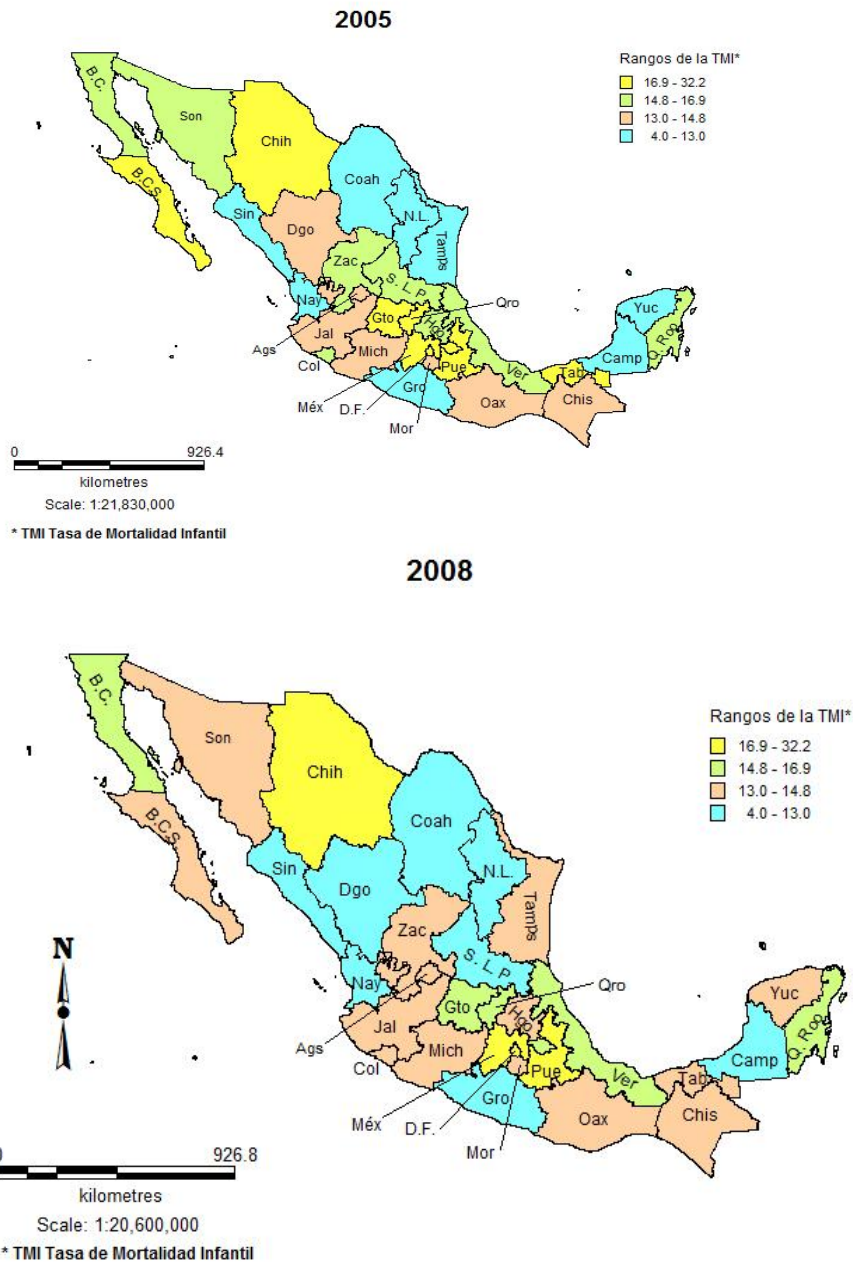 2005
Rangos de la TMI*
16.9 - 32.2
14.8 - 16.9
13.0 - 14.8
4.0 - 13.0
B.C.
Son
Chih
B.C.S.
Coah
Sin
N.L.
Dgo
Tamps
Zac
S. L. P
Nay
Qro
Gto
Hgo
Yuc
Q. Roo
Ags
Jal
Mich
Camp
Col
Pue
Ver
Tab
Méx
Gro
D.F.
Oax
Chis
Mor
0 926.4
kilometres
Scale: 1:21,830,000
* TMI Tasa de Mortalidad Infantil
2008
Rangos de la TMI*
16.9 - 32.2
14.8 - 16.9
13.0 - 14.8
4.0 - 13.0
B.C.
Son
Chih
B.C.S.
Coah
Sin
N.L.
Dgo
Tamps
Zac
N
S. L. P
Nay
Qro
Gto
Yuc
Hgo
Q. Roo
Ags
Jal
Mich
Camp
Col
Pue
Ver
Tab
Gro
Méx
D.F.
Oax
Chis
Mor
0 926.8
kilometres
Scale: 1:20,600,000
* TMI Tasa de Mortalidad Infantil